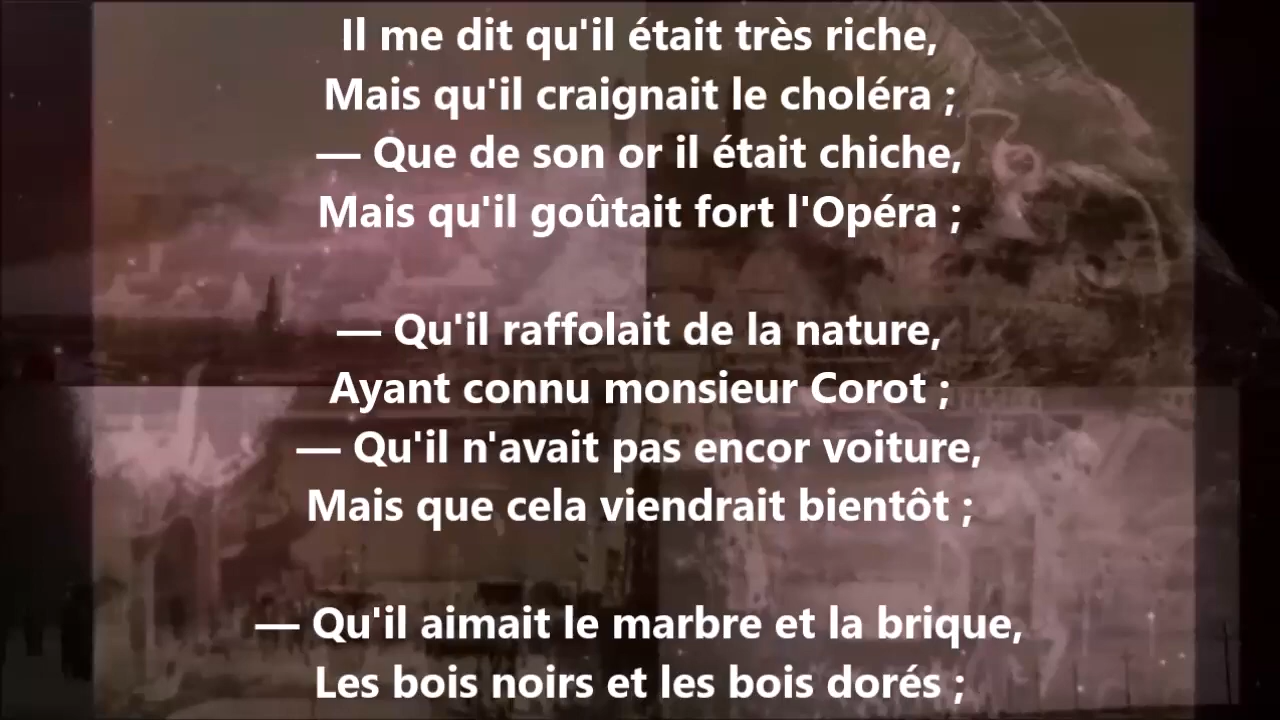 Il me dit qu'il était très riche,
Mais qu'il craignait le choléra ;
— Que de son or il était chiche,
Mais qu'il goûtait fort l'Opéra ;
— Qu'il raffolait de la nature,
Ayant connu monsieur Corot ;
— Qu'il n'avait pas encor voiture,
Mais que cela viendrait bientôt ;
— Qu'il aimait le marbre et la brique,
Les bois noirs et les bois dorés ;